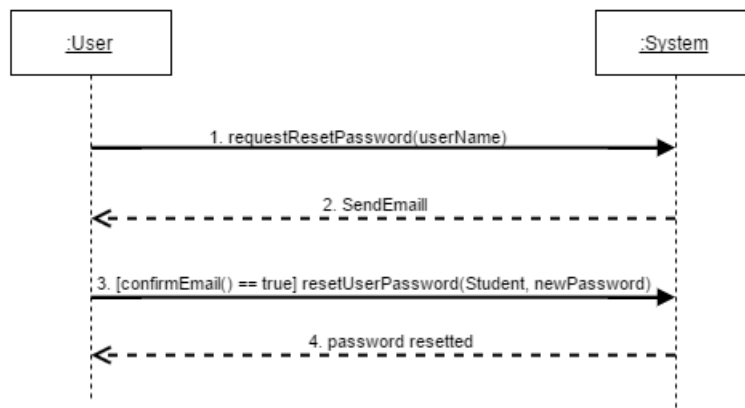 :User
:System
1. requestResetPassword(userName)
2. SendEmaill
3. [confirmEmail() == true] resetUserPassword(Student, newPassword)
4. password resetted